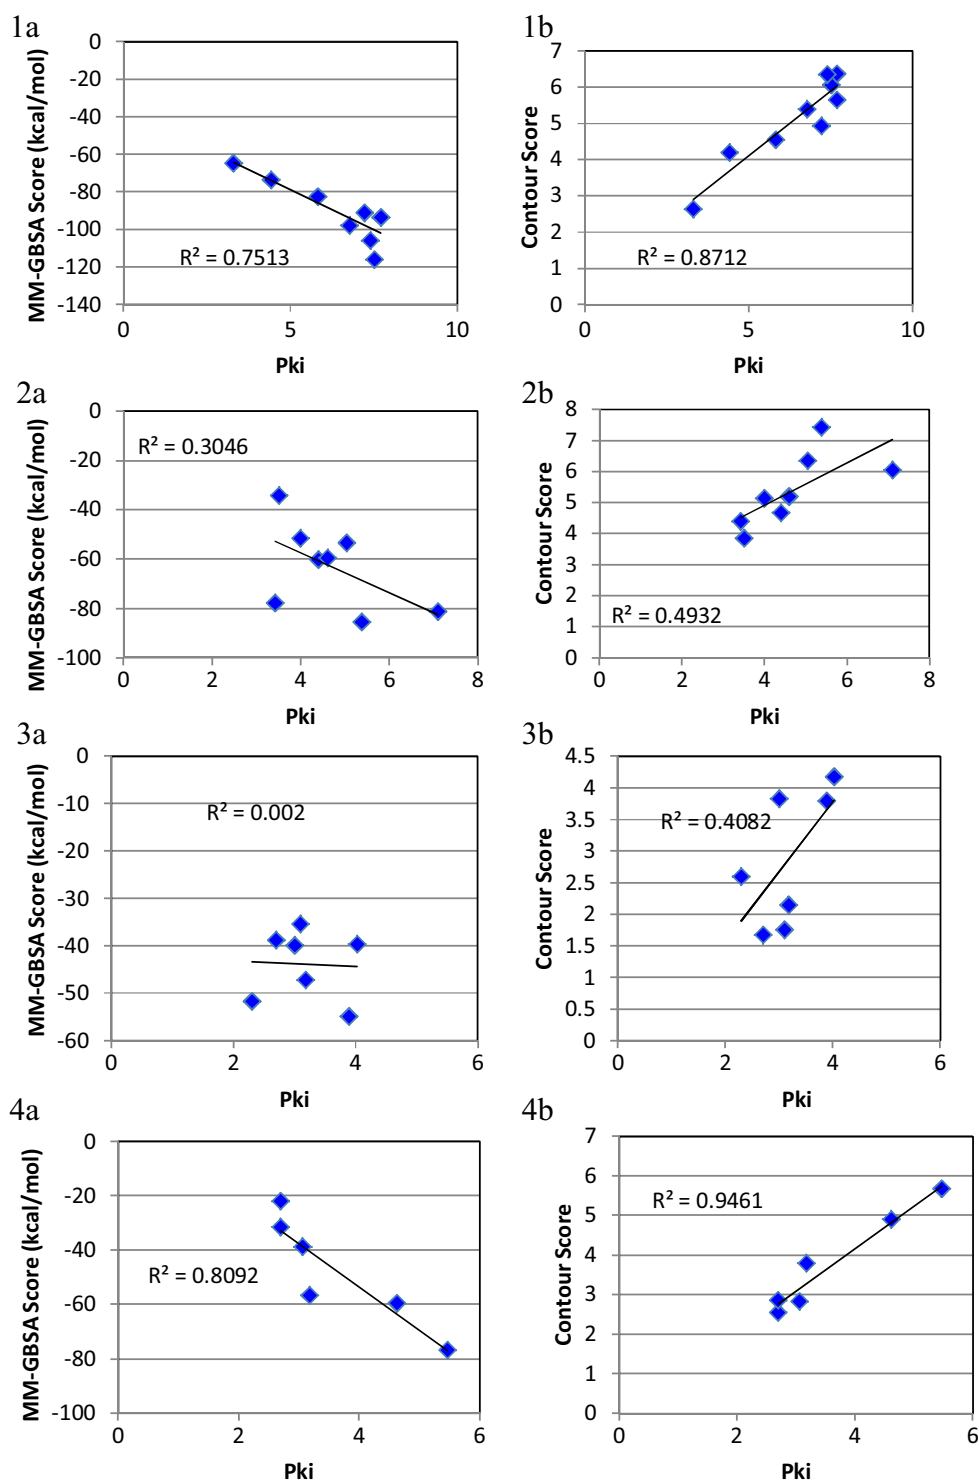 1a
MM-GBSA Score (kcal/mol)
0
-20
-40
-60
-80
-100
-120
-140
R² = 0.7513
0 5 10
Pki
1b
Contour Score
7
6
5
4
3
2
1
0
R² = 0.8712
0 5 10
Pki
2a
MM-GBSA Score (kcal/mol)
0
-20
-40
-60
-80
-100
R² = 0.3046
0 2 4 6 8
Pki
2b
Contour Score
8
7
6
5
4
3
2
1
0
R² = 0.4932
0 2 4 6 8
Pki
3a
MM-GBSA Score (kcal/mol)
0
-10
-20
-30
-40
-50
-60
R² = 0.002
0 2 4 6
Pki
3b
Contour Score
4.5
4
3.5
3
2.5
2
1.5
1
0.5
0
R² = 0.4082
0 2 4 6
Pki
4a
MM-GBSA Score (kcal/mol)
0
-20
-40
-60
-80
-100
R² = 0.8092
0 2 4 6
Pki
4b
Contour Score
7
6
5
4
3
2
1
0
R² = 0.9461
0 2 4 6
Pki